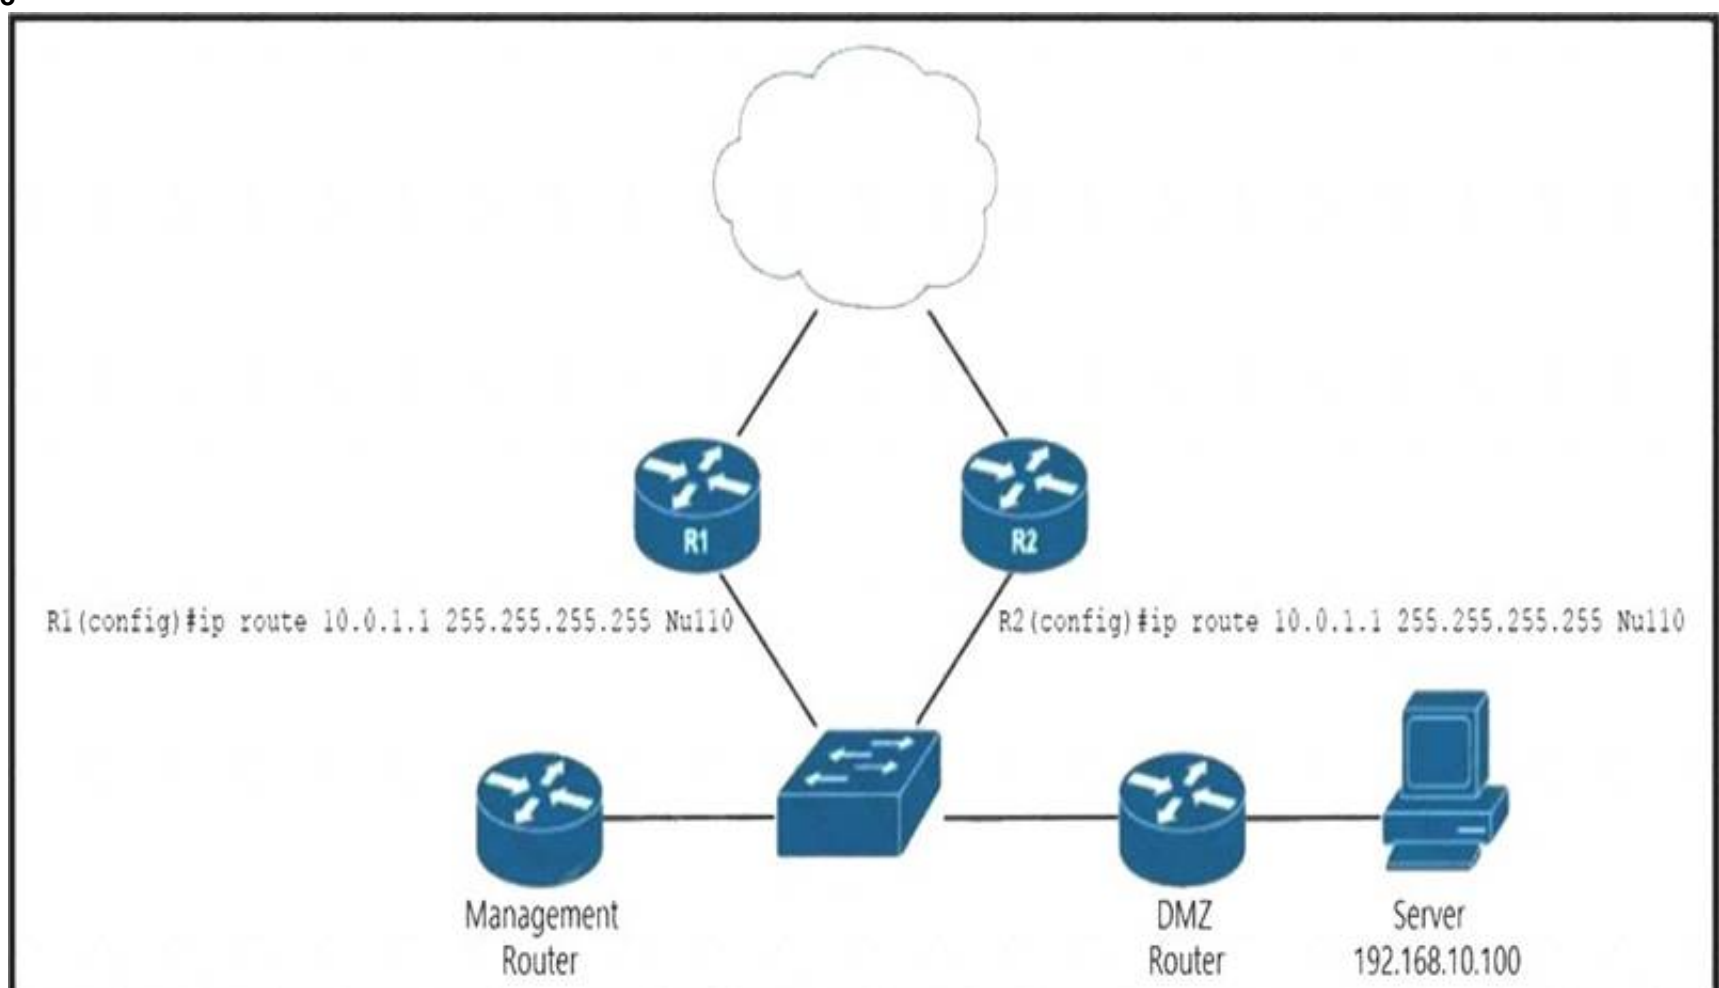 R1
R2
R1(config)#ip route 10.0.1.1 255.255.255.255 Null0
R2(config)#ip route 10.0.1.1 255.255.255.255 Null0
Management
Router
DMZ
Router
Server
192.168.10.100